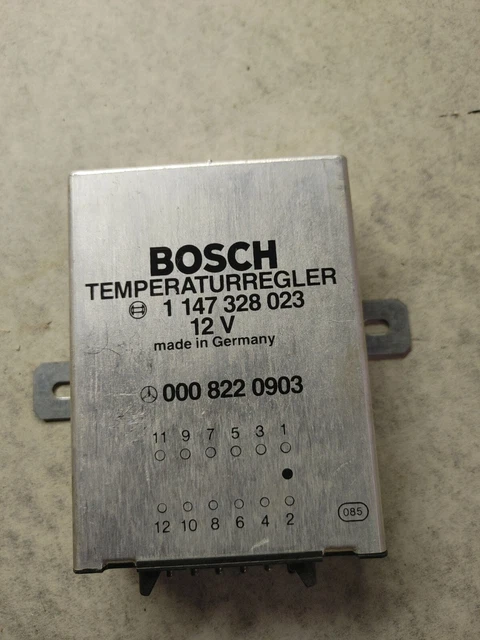 BOSCH
TEMPERATURREGLER
1 147 328 023
12 V
made in Germany
000 822 0903
11 9 7 5 3 1
12 10 8 6 4 2
085